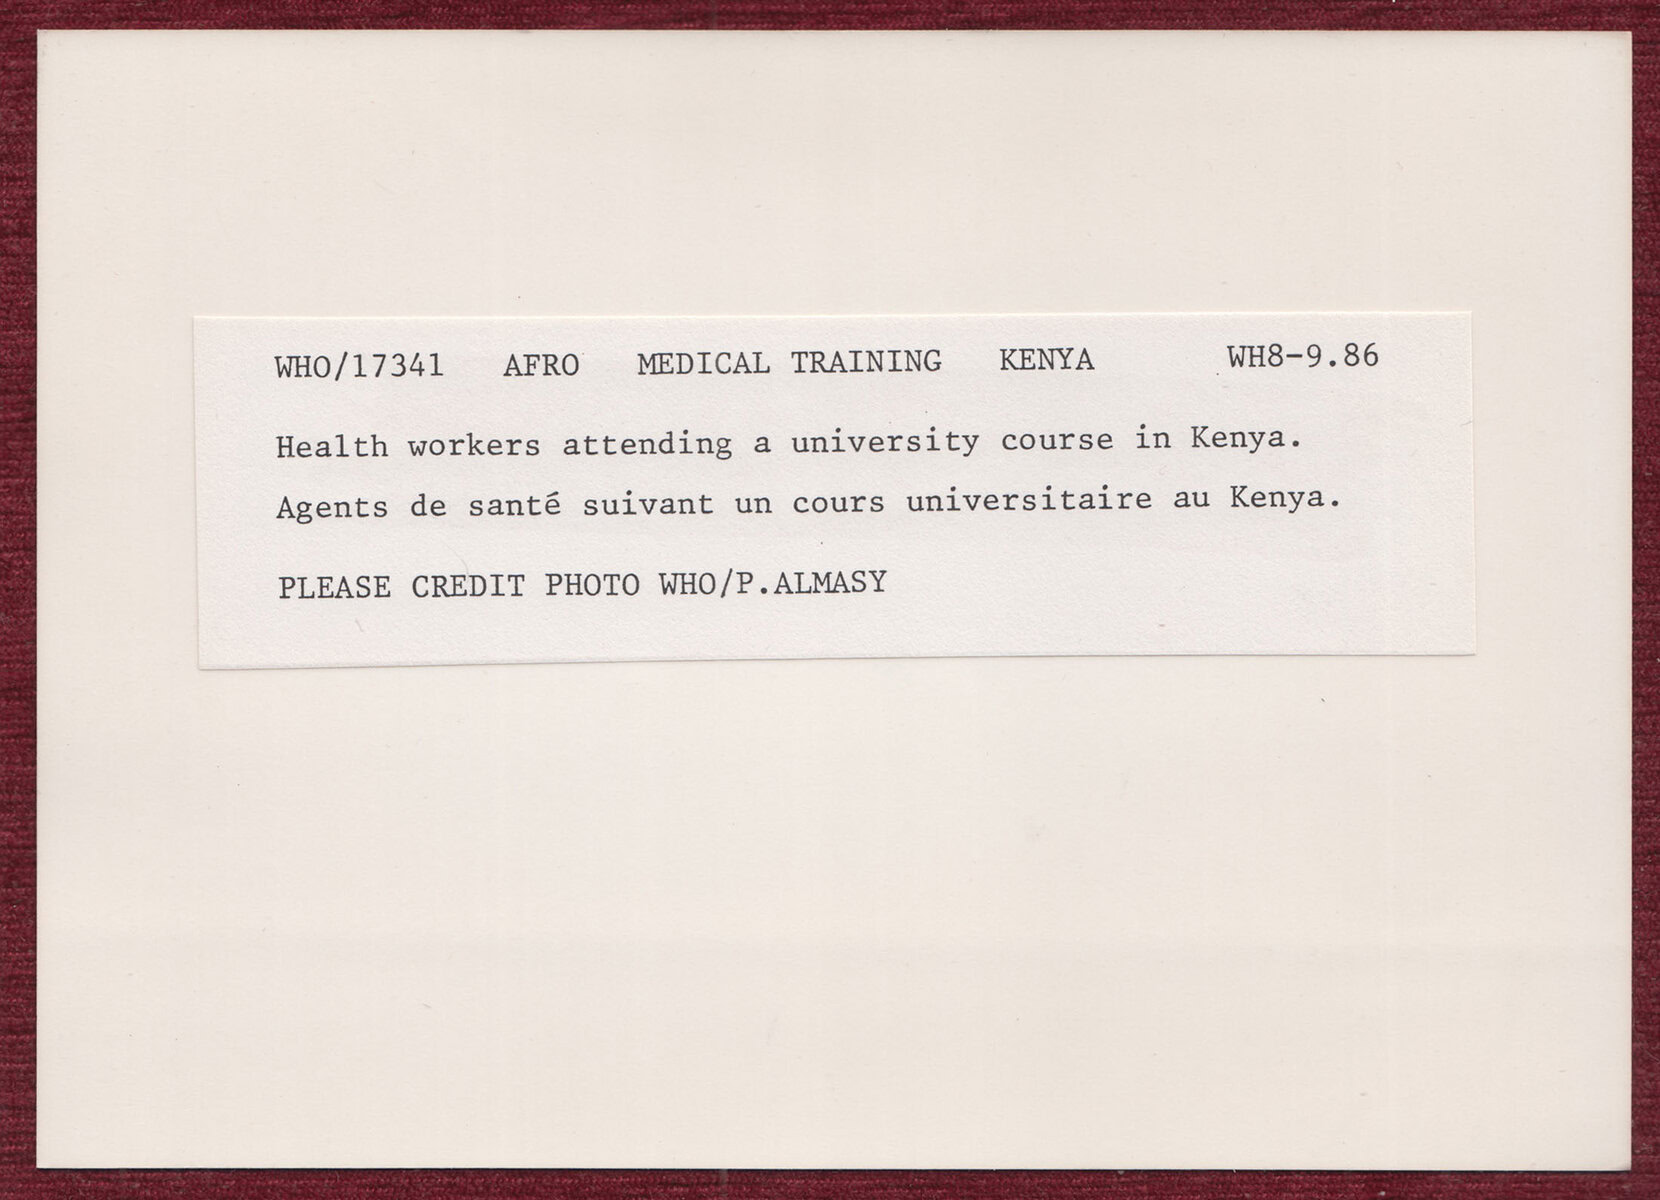 WHO/17341 AFRO MEDICAL TRAINING KENYA WH8-9.86
Health workers attending a university course in Kenya.
Agents de santé suivant un cours universitaire au Kenya.
PLEASE CREDIT PHOTO WHO/P.ALMASY